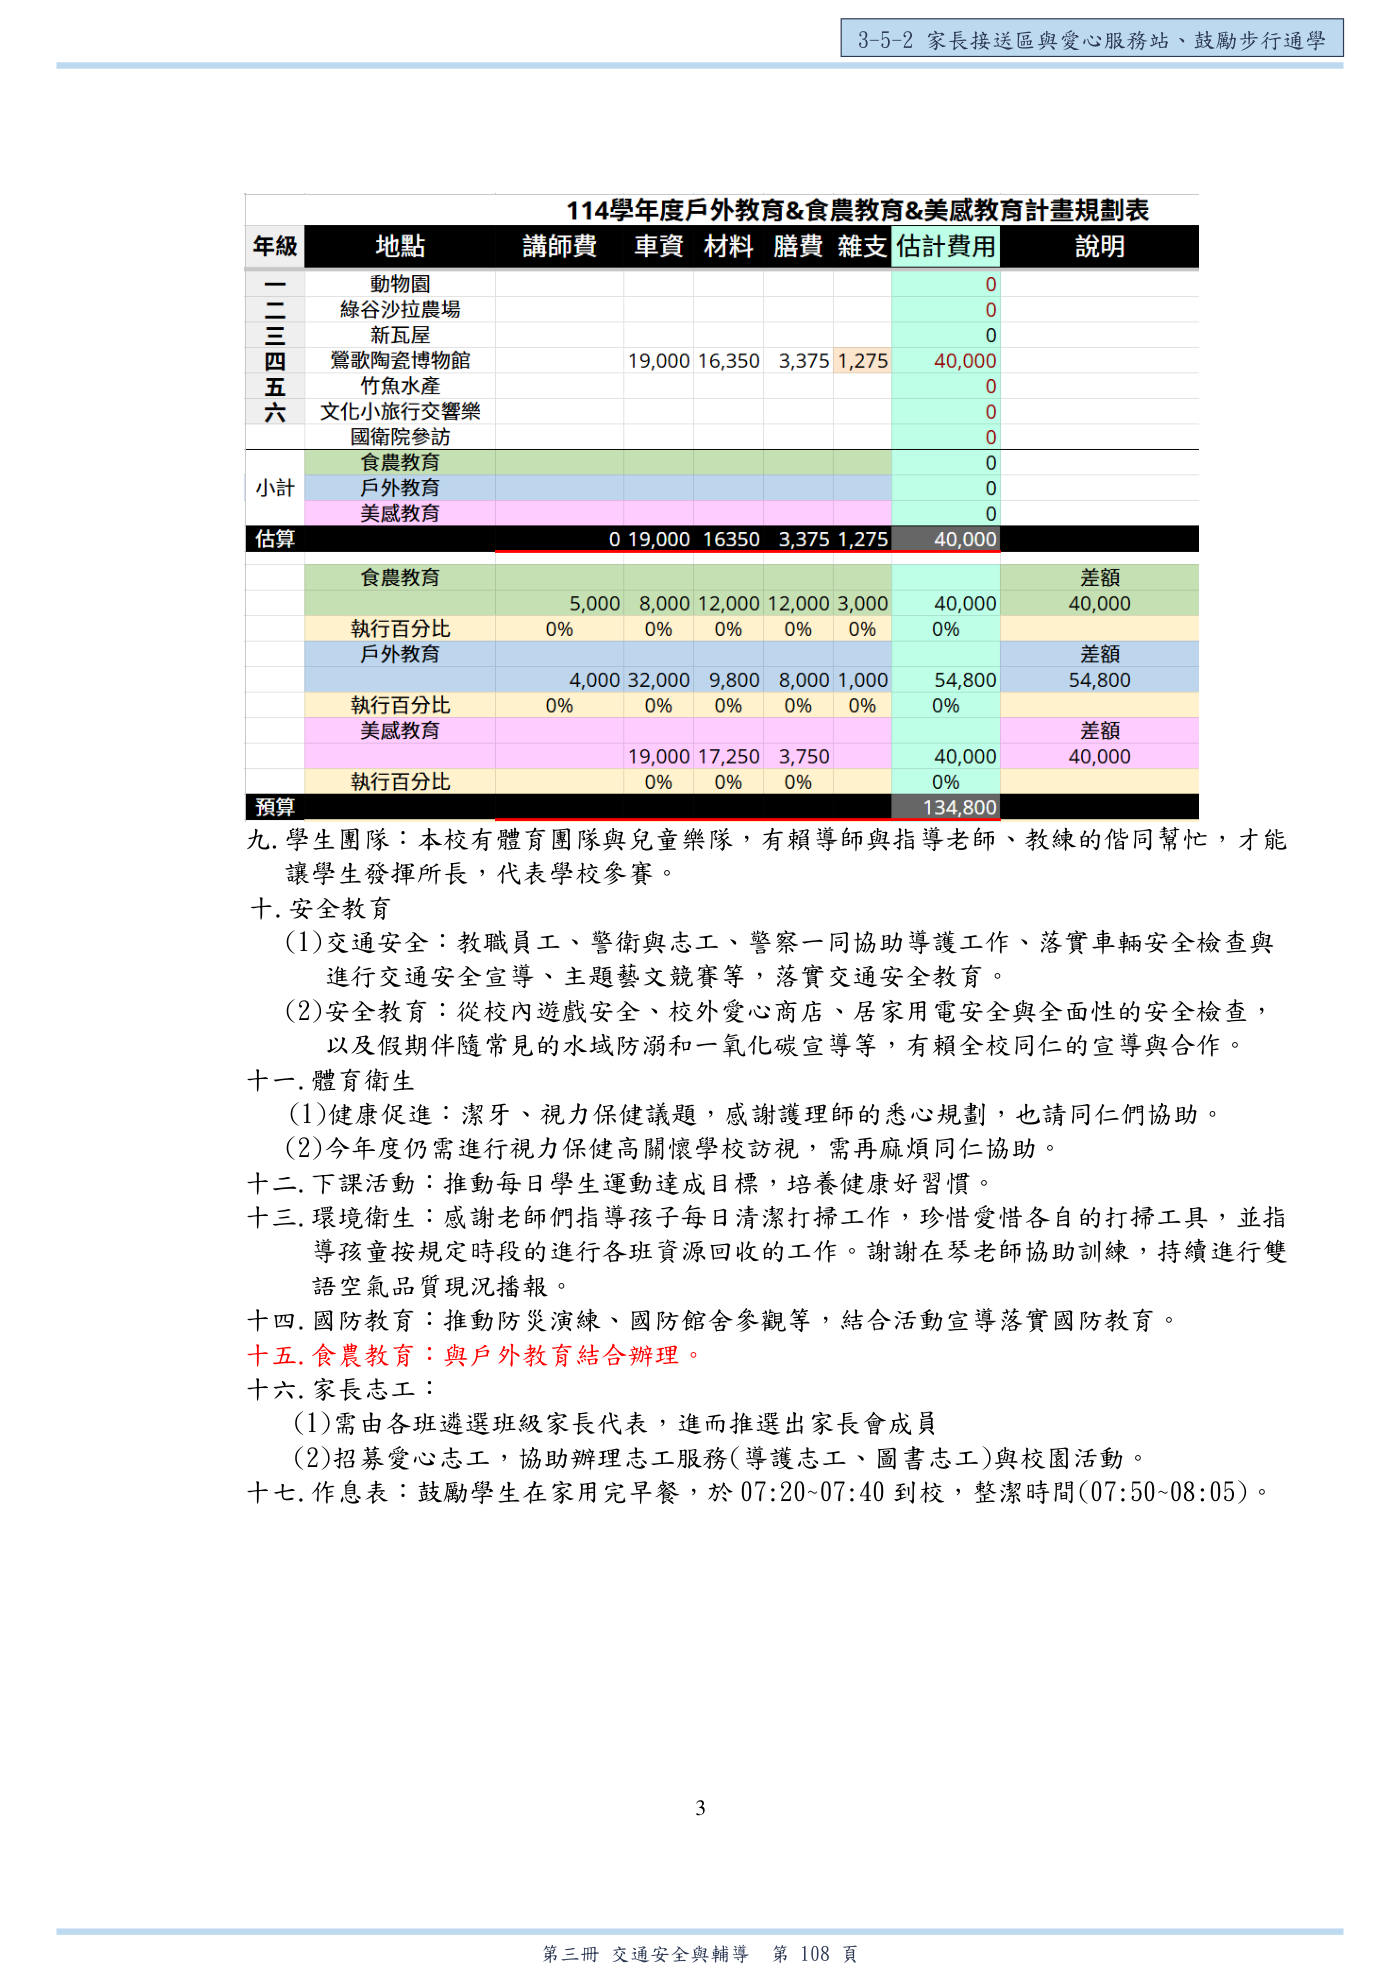 3-5-2 家長接送區與愛心服務站、鼓勵步行通學
114學年度戶外教育&食農教育&美感教育計畫規劃表
年級 地點 講師費 車資 材料 膳費 雜支 估計費用 說明
一 動物園 0
二 綠谷沙拉農場 0
三 新瓦屋 0
四 鶯歌陶瓷博物館 19,000 16,350 3,375 1,275 40,000
五 竹魚水產 0
六 文化小旅行交響樂 0
國衛院參訪 0
食農教育 0
小計 戶外教育 0
美感教育 0
估算 0 19,000 16350 3,375 1,275 40,000
食農教育 差額
5,000 8,000 12,000 12,000 3,000 40,000 40,000
執行百分比 0% 0% 0% 0% 0% 0%
戶外教育 差額
4,000 32,000 9,800 8,000 1,000 54,800 54,800
執行百分比 0% 0% 0% 0% 0% 0%
美感教育 差額
19,000 17,250 3,750 40,000 40,000
執行百分比 0% 0% 0% 0%
預算 134,800
九.學生團隊：本校有體育團隊與兒童樂隊，有賴導師與指導老師、教練的偕同幫忙，才能
讓學生發揮所長，代表學校參賽。
十.安全教育
(1)交通安全：教職員工、警衛與志工、警察一同協助導護工作、落實車輛安全檢查與
進行交通安全宣導、主題藝文競賽等，落實交通安全教育。
(2)安全教育：從校內遊戲安全、校外愛心商店、居家用電安全與全面性的安全檢查，
以及假期伴隨常見的水域防溺和一氧化碳宣導等，有賴全校同仁的宣導與合作。
十一.體育衛生
(1)健康促進：潔牙、視力保健議題，感謝護理師的悉心規劃，也請同仁們協助。
(2)今年度仍需進行視力保健高關懷學校訪視，需再麻煩同仁協助。
十二.下課活動：推動每日學生運動達成目標，培養健康好習慣。
十三.環境衛生：感謝老師們指導孩子每日清潔打掃工作，珍惜愛惜各自的打掃工具，並指
導孩童按規定時段的進行各班資源回收的工作。謝謝在琴老師協助訓練，持續進行雙
語空氣品質現況播報。
十四.國防教育：推動防災演練、國防館舍參觀等，結合活動宣導落實國防教育。
十五.食農教育：與戶外教育結合辦理。
十六.家長志工：
(1)需由各班遴選班級家長代表，進而推選出家長會成員
(2)招募愛心志工，協助辦理志工服務(導護志工、圖書志工)與校園活動。
十七.作息表：鼓勵學生在家用完早餐，於 07:20~07:40 到校，整潔時間(07:50~08:05)。
3
第三冊 交通安全與輔導 第 108 頁